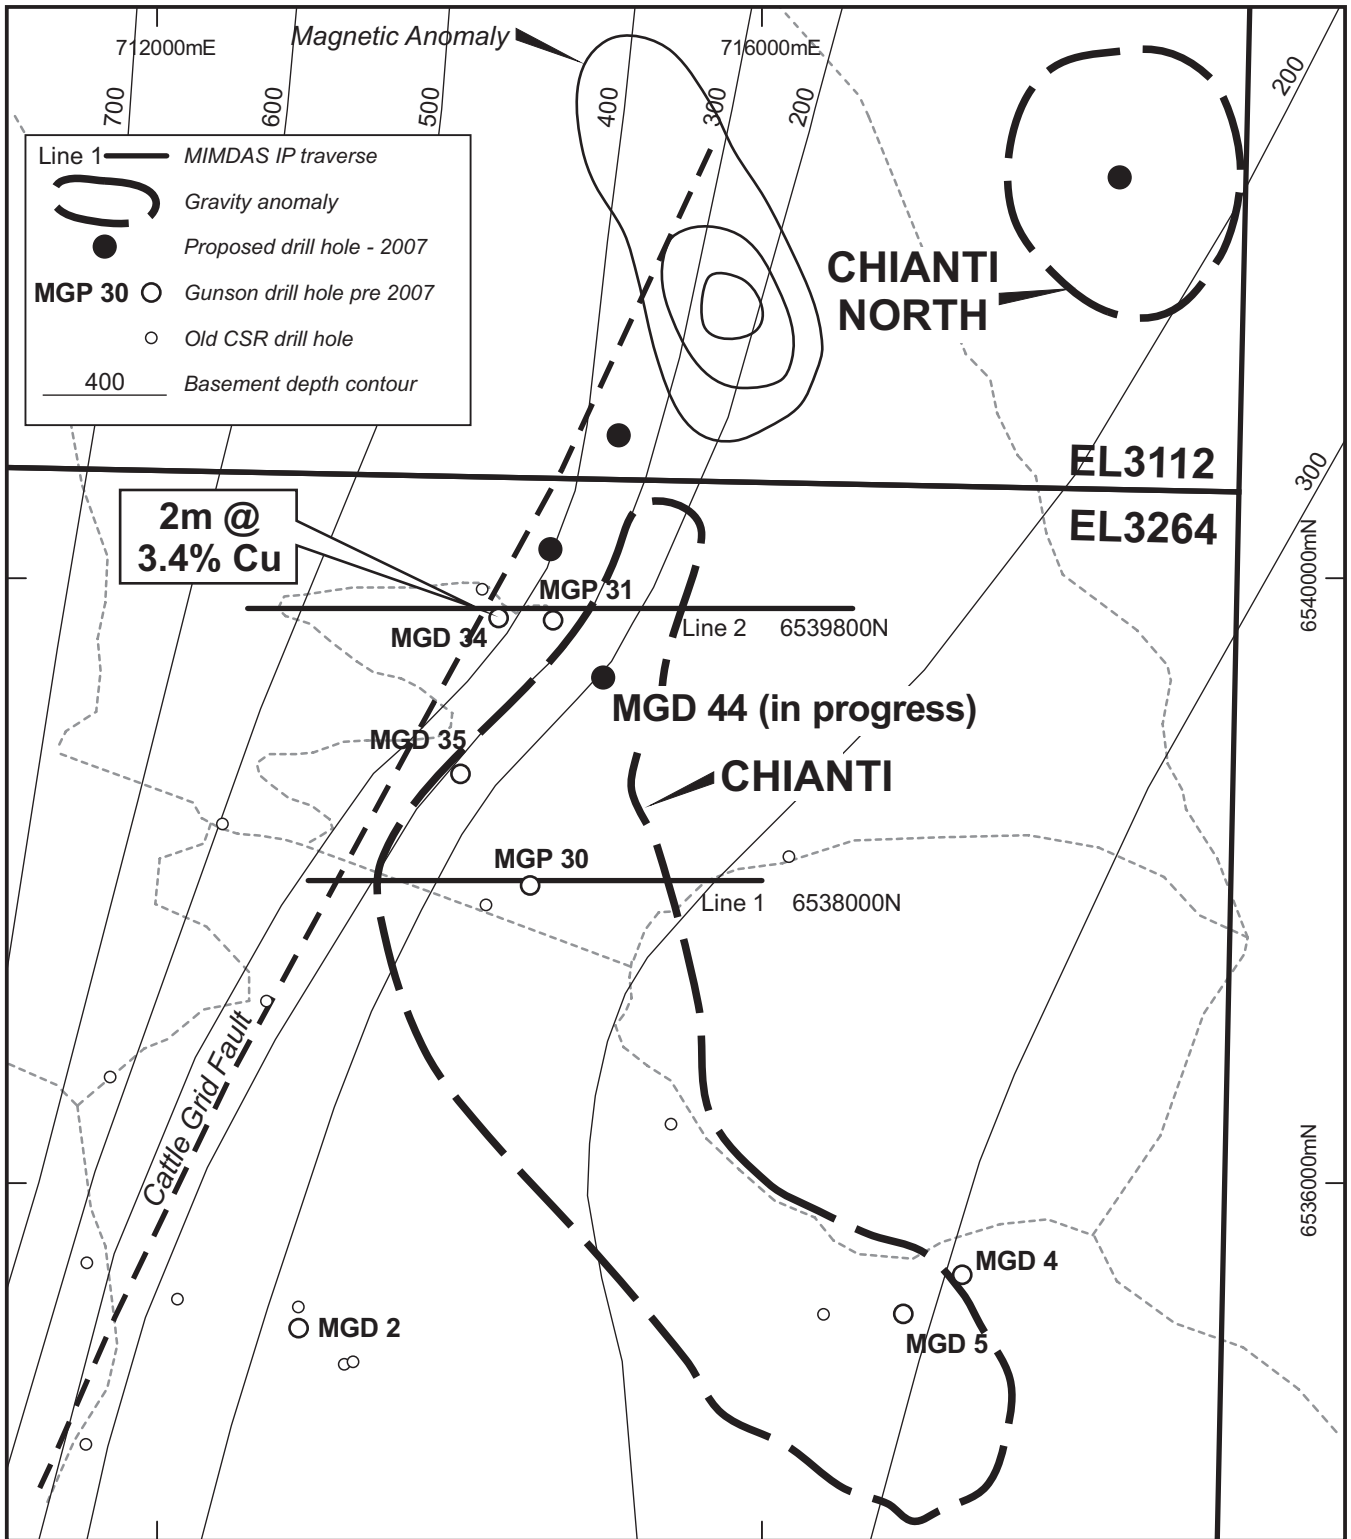 712000mE
Magnetic Anomaly
716000mE
700
600
500
400
300
200
200
Line 1
MIMDAS IP traverse
Gravity anomaly
Proposed drill hole - 2007
MGP 30
Gunson drill hole pre 2007
Old CSR drill hole
400
Basement depth contour
CHIANTI
NORTH
EL3112
EL3264
300
6540000mN
2m @
3.4% Cu
MGP 31
MGD 34
Line 2
6539800N
MGD 44 (in progress)
MGD 35
CHIANTI
MGP 30
Line 1
6538000N
Cattle Grid Fault
6536000mN
MGD 4
MGD 5
MGD 2